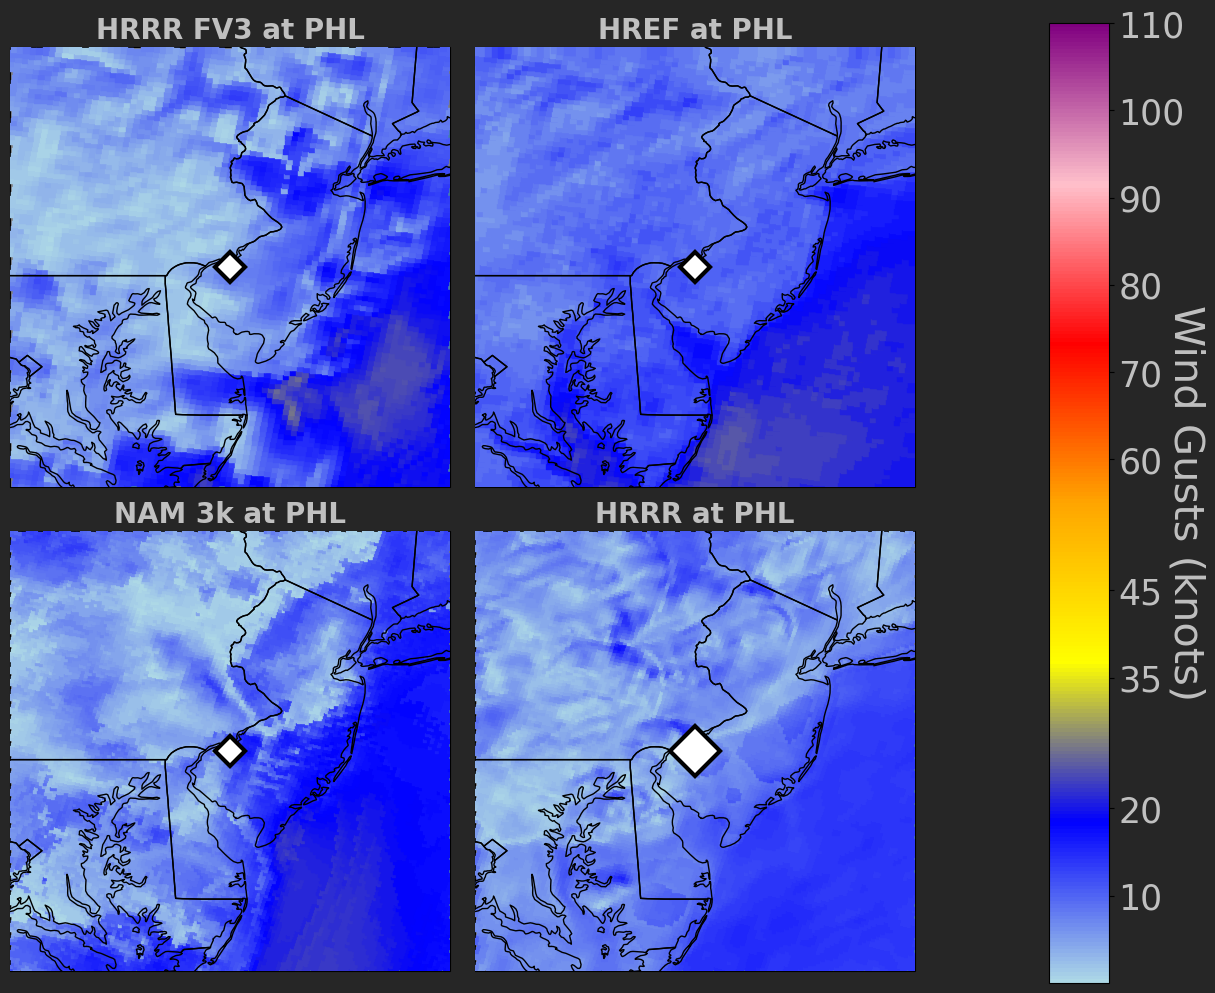 HRRR FV3 at PHL
HREF at PHL
NAM 3k at PHL
HRRR at PHL
110
100
90
80
70
60
45
35
20
10
Wind Gusts (knots)